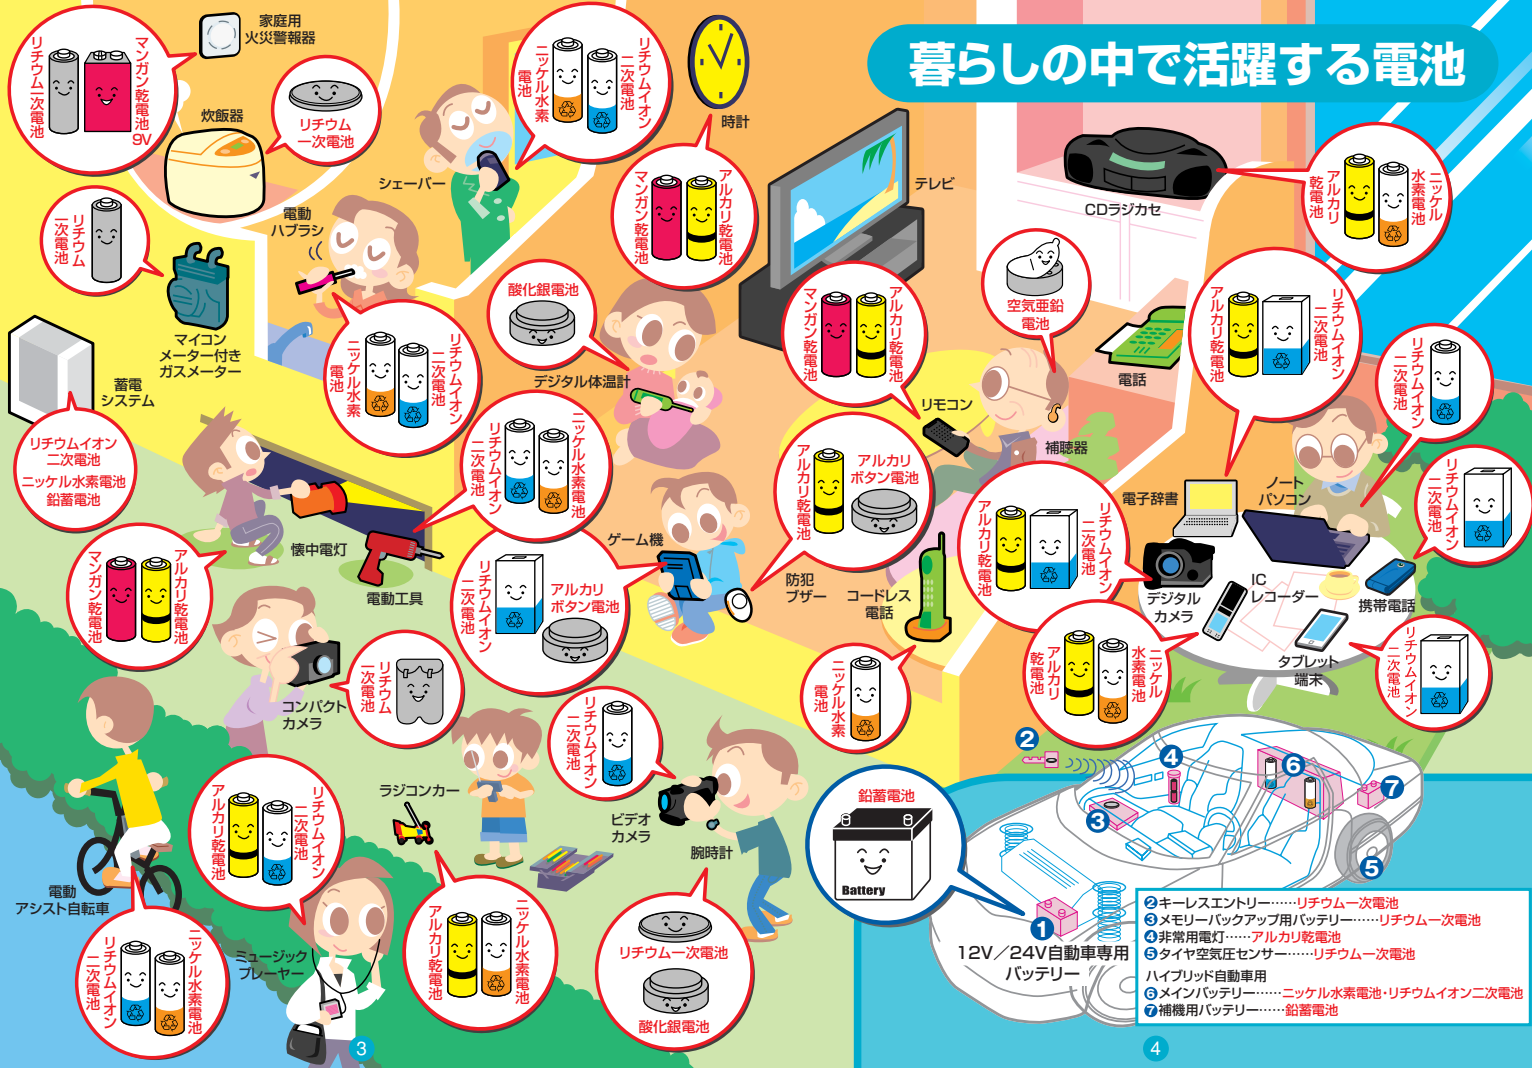 暮らしの中で活躍する電池
家庭用
火災警報器
リチウム一次電池
マンガン乾電池
9V
炊飯器
リチウム
一次電池
シェーバー
ニッケル水素
電池
リチウムイオン
二次電池
時計
マンガン乾電池
アルカリ乾電池
テレビ
CDラジカセ
アルカリ
乾電池
ニッケル
水素電池
リチウム
一次電池
マイコン
メーター付き
ガスメーター
電動
ハブラシ
ニッケル水素
電池
リチウムイオン
二次電池
酸化銀電池
デジタル体温計
マンガン乾電池
アルカリ乾電池
リモコン
空気亜鉛
電池
補聴器
電話
アルカリ乾電池
リチウムイオン
二次電池
電子辞書
リチウムイオン
二次電池
ノート
パソコン
リチウムイオン
二次電池
携帯電話
蓄電
システム
リチウムイオン
二次電池
ニッケル水素電池
鉛蓄電池
懐中電灯
マンガン乾電池
アルカリ乾電池
リチウムイオン
二次電池
ニッケル水素電池
電動工具
ゲーム機
リチウムイオン
二次電池
アルカリ
ボタン電池
アルカリ乾電池
アルカリ
ボタン電池
防犯
ブザー
コードレス
電話
ニッケル水素
電池
アルカリ乾電池
リチウムイオン
二次電池
デジタル
カメラ
IC
レコーダー
アルカリ
乾電池
ニッケル
水素電池
タブレット
端末
リチウムイオン
二次電池
コンパクト
カメラ
リチウム
一次電池
電動
アシスト自転車
リチウムイオン
二次電池
ニッケル水素電池
アルカリ乾電池
リチウムイオン
二次電池
ミュージック
プレーヤー
ラジコンカー
アルカリ乾電池
ニッケル水素電池
リチウムイオン
二次電池
ビデオ
カメラ
腕時計
リチウム一次電池
酸化銀電池
鉛蓄電池
Battery
1
12V／24V自動車専用
バッテリー
2
3
4
5
6
7
2キーレスエントリー……リチウム一次電池
3メモリーバックアップ用バッテリー……リチウム一次電池
4非常用電灯……アルカリ乾電池
5タイヤ空気圧センサー……リチウム一次電池
ハイブリッド自動車用
6メインバッテリー……ニッケル水素電池・リチウムイオン二次電池
7補機用バッテリー……鉛蓄電池
3
4